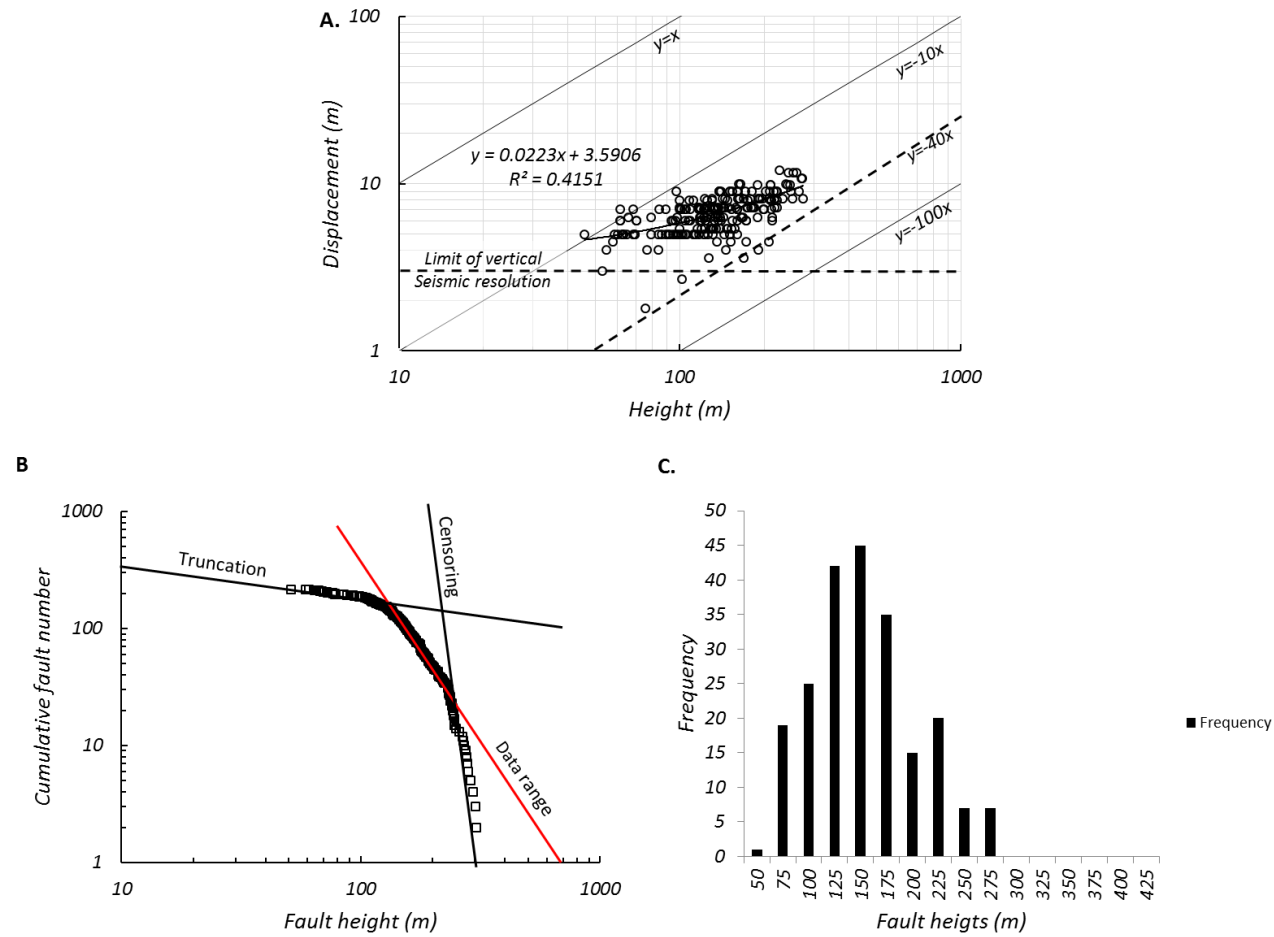 A.
100
10
1
Displacement (m)
y=x
y=-10x
y=-40x
y=-100x
y = 0.0223x + 3.5906
R² = 0.4151
Limit of vertical
Seismic resolution
10
100
1000
Height (m)
B
1000
100
10
1
Cumulative fault number
Truncation
Censoring
Data range
10
100
1000
Fault height (m)
C.
50
45
40
35
30
25
20
15
10
5
0
Frequency
50
75
100
125
150
175
200
225
250
275
300
325
350
375
400
425
Fault heigts (m)
Frequency